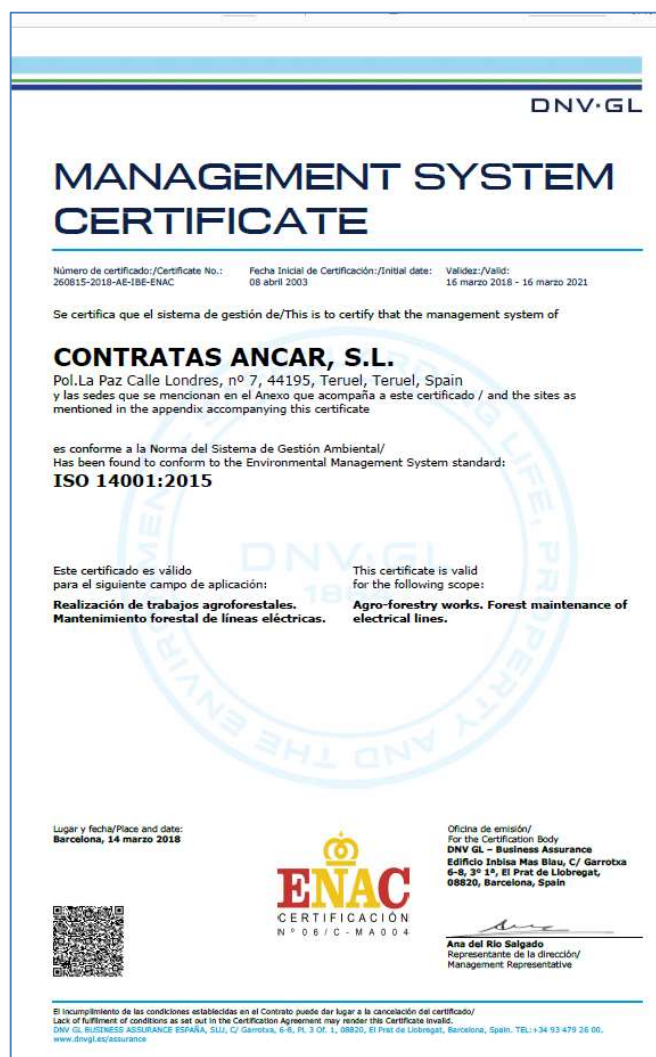 DNV·GL
MANAGEMENT SYSTEM
CERTIFICATE
Número de certificado:/Certificate No.:
260815-2018-AE-IBE-ENAC
Fecha Inicial de Certificación:/Initial date:
08 abril 2003
Validez:/Valid:
16 marzo 2018 - 16 marzo 2021
Se certifica que el sistema de gestión de/This is to certify that the management system of
CONTRATAS ANCAR, S.L.
Pol.La Paz Calle Londres, nº 7, 44195, Teruel, Teruel, Spain
y las sedes que se mencionan en el Anexo que acompaña a este certificado / and the sites as
mentioned in the appendix accompanying this certificate
es conforme a la Norma del Sistema de Gestión Ambiental/
Has been found to conform to the Environmental Management System standard:
ISO 14001:2015
Este certificado es válido
para el siguiente campo de aplicación:
Realización de trabajos agroforestales.
Mantenimiento forestal de líneas eléctricas.
This certificate is valid
for the following scope:
Agro-forestry works. Forest maintenance of
electrical lines.
DNV·GL
LIFE, PROPERTY AND THE ENVIRONMENT
Lugar y fecha/Place and date:
Barcelona, 14 marzo 2018
ENAC
CERTIFICACIÓN
Nº 06/C-MA004
Oficina de emisión/
For the Certification Body
DNV GL – Business Assurance
Edificio Inbisa Mas Blau, C/ Garrotxa
6-8, 3º 1ª, El Prat de Llobregat,
08820, Barcelona, Spain
Ana del Rio Salgado
Representante de la dirección/
Management Representative
El incumplimiento de las condiciones establecidas en el Contrato puede dar lugar a la cancelación del certificado/
Lack of fulfilment of conditions as set out in the Certification Agreement may render this Certificate invalid.
DNV GL BUSINESS ASSURANCE ESPAÑA, SLU, C/ Garrotxa, 6-8, Pl. 3 Of. 1, 08820, El Prat de Llobregat, Barcelona, Spain. TEL:+34 93 479 26 00.
www.dnvgl.es/assurance